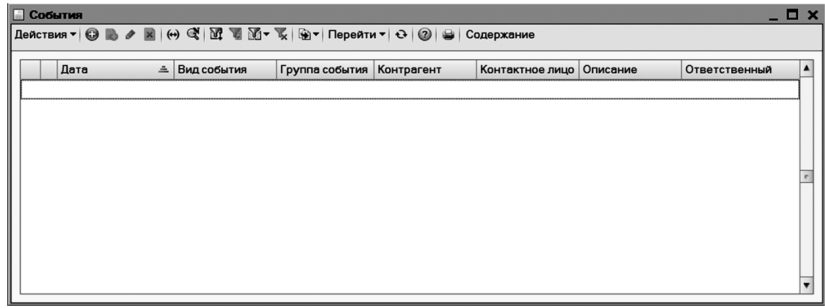 События
Действия Перейти Содержание
Дата Вид события Группа события Контрагент Контактное лицо Описание Ответственный